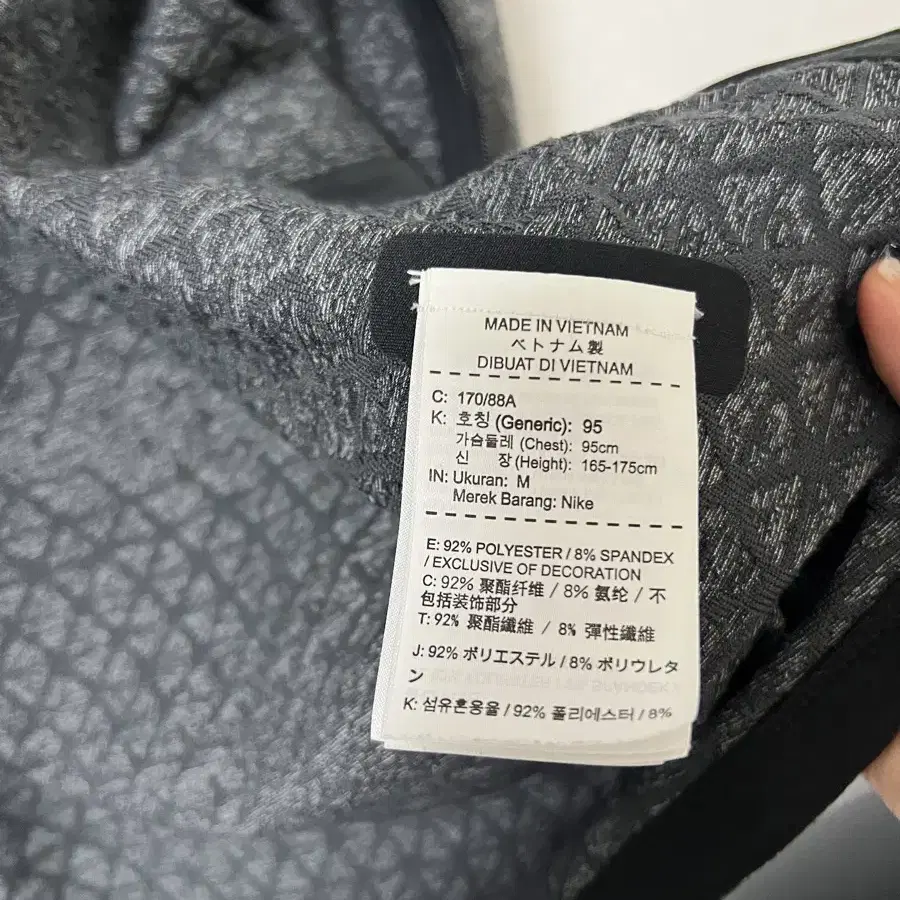 MADE IN VIETNAM
ベトナム製
DIBUAT DI VIETNAM
C: 170/88A
K: 호칭 (Generic): 95
가슴둘레 (Chest): 95cm
신 장 (Height): 165-175cm
IN: Ukuran: M
Merek Barang: Nike
E: 92% POLYESTER / 8% SPANDEX
/ EXCLUSIVE OF DECORATION
C: 92% 聚酯纤维 / 8% 氨纶 / 不
包括装饰部分
T: 92% 聚酯纖維 / 8% 彈性纖維
J: 92% ポリエステル / 8% ポリウレタ
ン
K: 섬유혼용율 / 92% 폴리에스터 / 8%